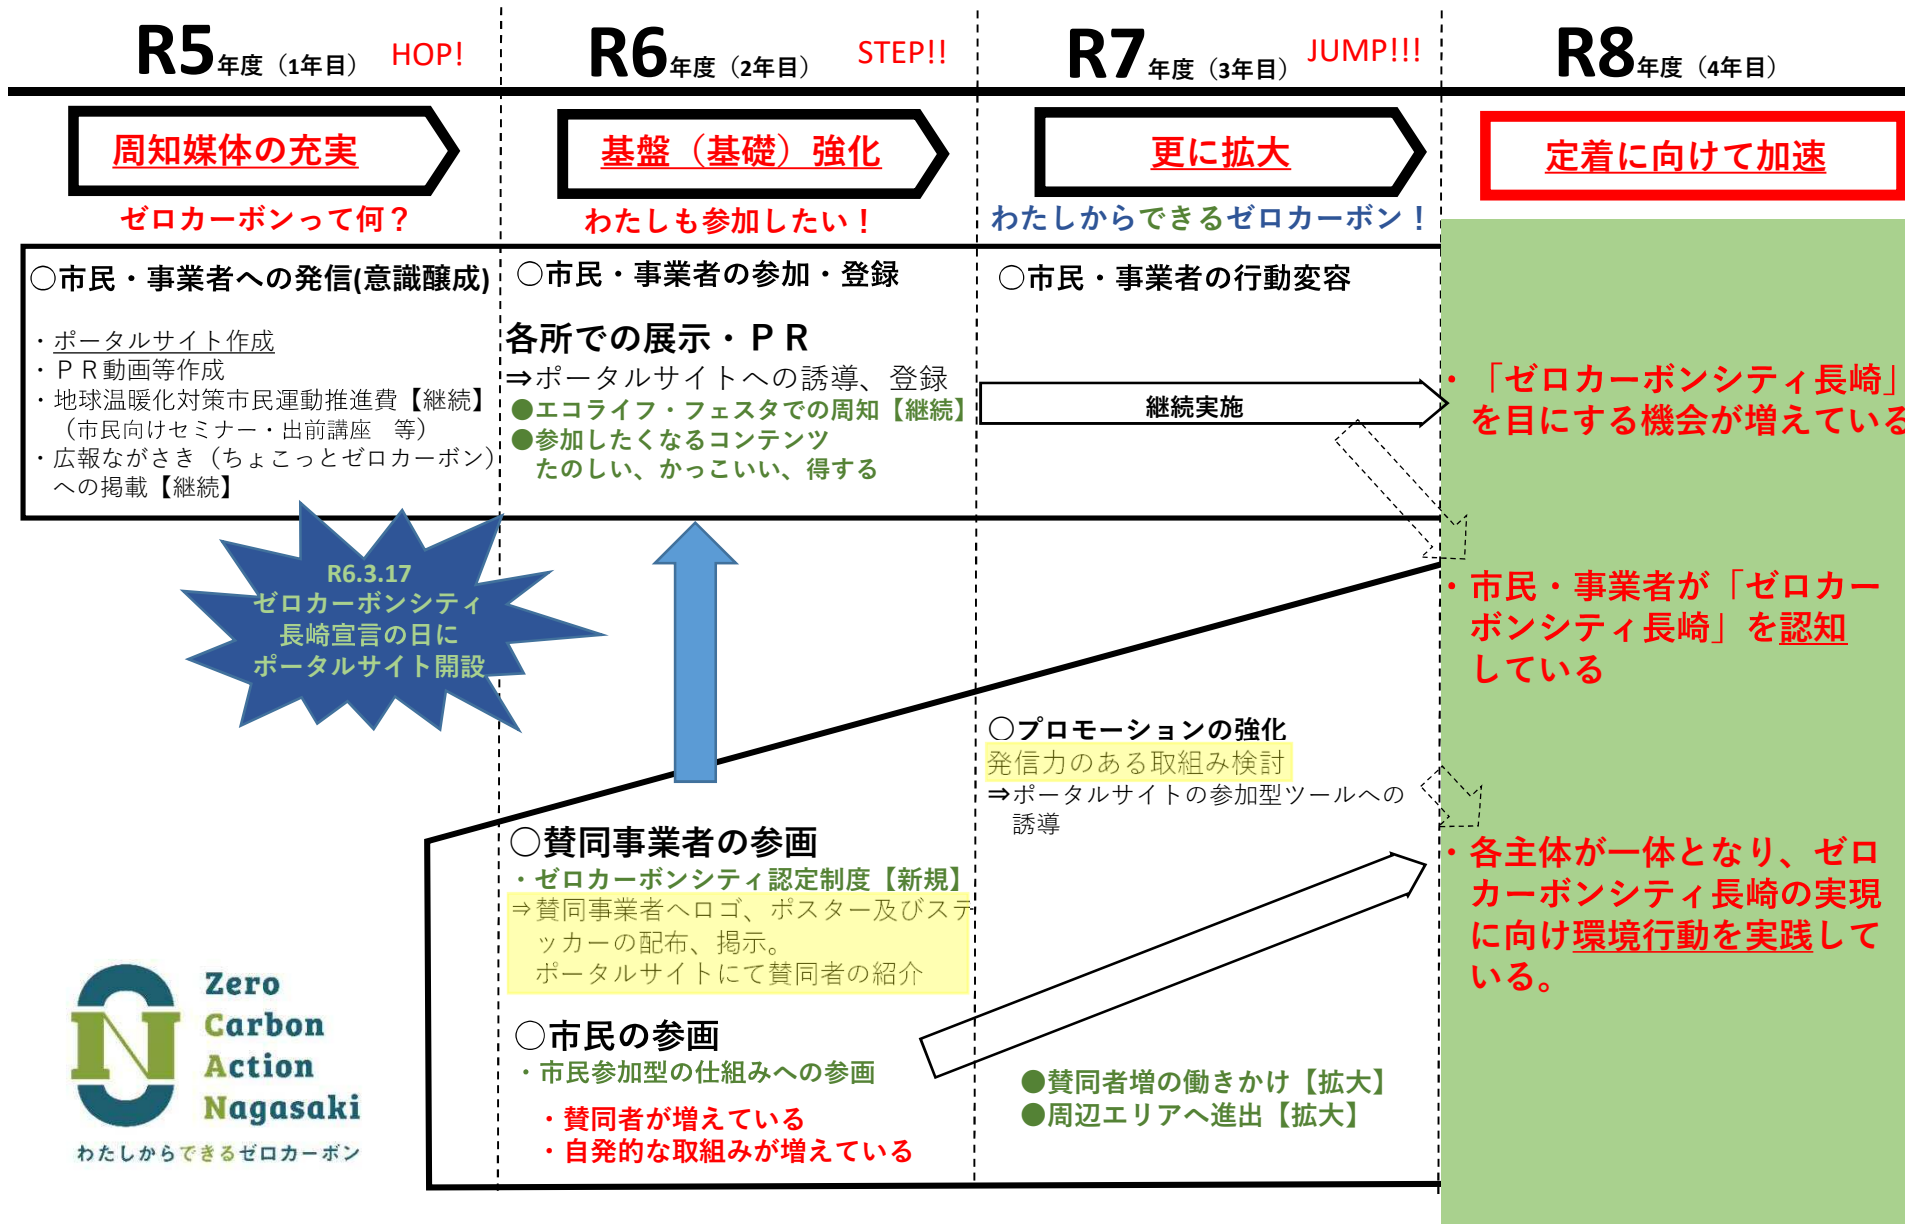 R5年度（1年目） HOP!
R6年度（2年目） STEP!!
R7年度（3年目） JUMP!!!
R8年度（4年目）
周知媒体の充実
基盤（基礎）強化
更に拡大
定着に向けて加速
ゼロカーボンって何？
わたしも参加したい！
わたしからできるゼロカーボン！
○市民・事業者への発信(意識醸成)
・ポータルサイト作成
・ＰＲ動画等作成
・地球温暖化対策市民運動推進費【継続】
（市民向けセミナー・出前講座　等）
・広報ながさき（ちょこっとゼロカーボン）
への掲載【継続】
○市民・事業者の参加・登録
各所での展示・ＰＲ
⇒ポータルサイトへの誘導、登録
●エコライフ・フェスタでの周知【継続】
●参加したくなるコンテンツ
たのしい、かっこいい、得する
○市民・事業者の行動変容
継続実施
・「ゼロカーボンシティ長崎」
を目にする機会が増えている
R6.3.17
ゼロカーボンシティ
長崎宣言の日に
ポータルサイト開設
・市民・事業者が「ゼロカー
ボンシティ長崎」を認知
している
○プロモーションの強化
発信力のある取組み検討
⇒ポータルサイトの参加型ツールへの
誘導
○賛同事業者の参画
・ゼロカーボンシティ認定制度【新規】
⇒賛同事業者へロゴ、ポスター及びステ
ッカーの配布、掲示。
ポータルサイトにて賛同者の紹介
・各主体が一体となり、ゼロ
カーボンシティ長崎の実現
に向け環境行動を実践して
いる。
○市民の参画
・市民参加型の仕組みへの参画
・賛同者が増えている
・自発的な取組みが増えている
●賛同者増の働きかけ【拡大】
●周辺エリアへ進出【拡大】
N
Zero
Carbon
Action
Nagasaki
わたしからできるゼロカーボン